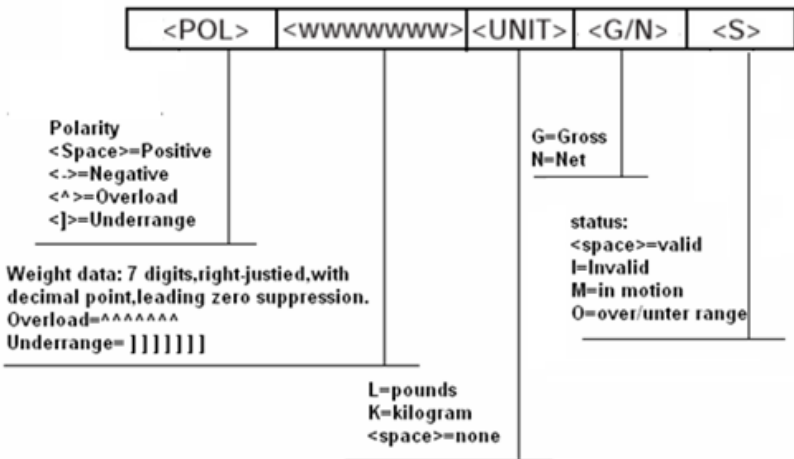 <POL> <wwwwwww> <UNIT> <G/N> <S>
Polarity
<Space>=Positive
<->=Negative
<^>=Overload
<]>=Underrange
G=Gross
N=Net
status:
<space>=valid
I=Invalid
M=in motion
O=over/unter range
Weight data: 7 digits,right-justied,with
decimal point,leading zero suppression.
Overload=^^^^^^^
Underrange= ] ] ] ] ] ] ]
L=pounds
K=kilogram
<space>=none